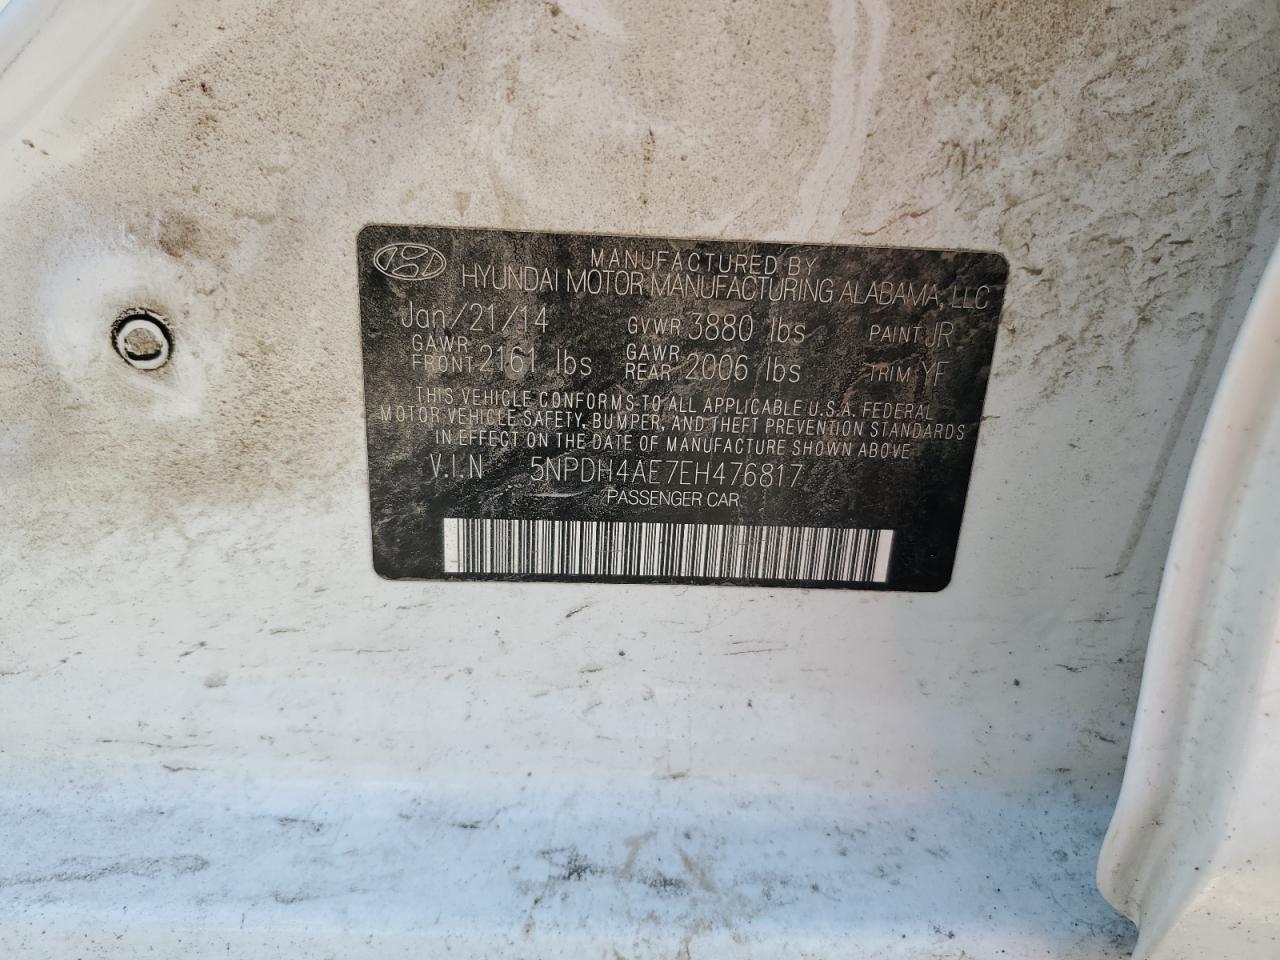 MANUFACTURED BY
HYUNDAI MOTOR MANUFACTURING ALABAMA, LLC
Jan/21/14 GVWR 3880 lbs PAINT JR
GAWR FRONT 2161 lbs GAWR REAR 2006 lbs TRIM YF
THIS VEHICLE CONFORMS TO ALL APPLICABLE U.S.A. FEDERAL
MOTOR VEHICLE SAFETY, BUMPER, AND THEFT PREVENTION STANDARDS
IN EFFECT ON THE DATE OF MANUFACTURE SHOWN ABOVE
V.I.N 5NPDH4AE7EH476817
PASSENGER CAR